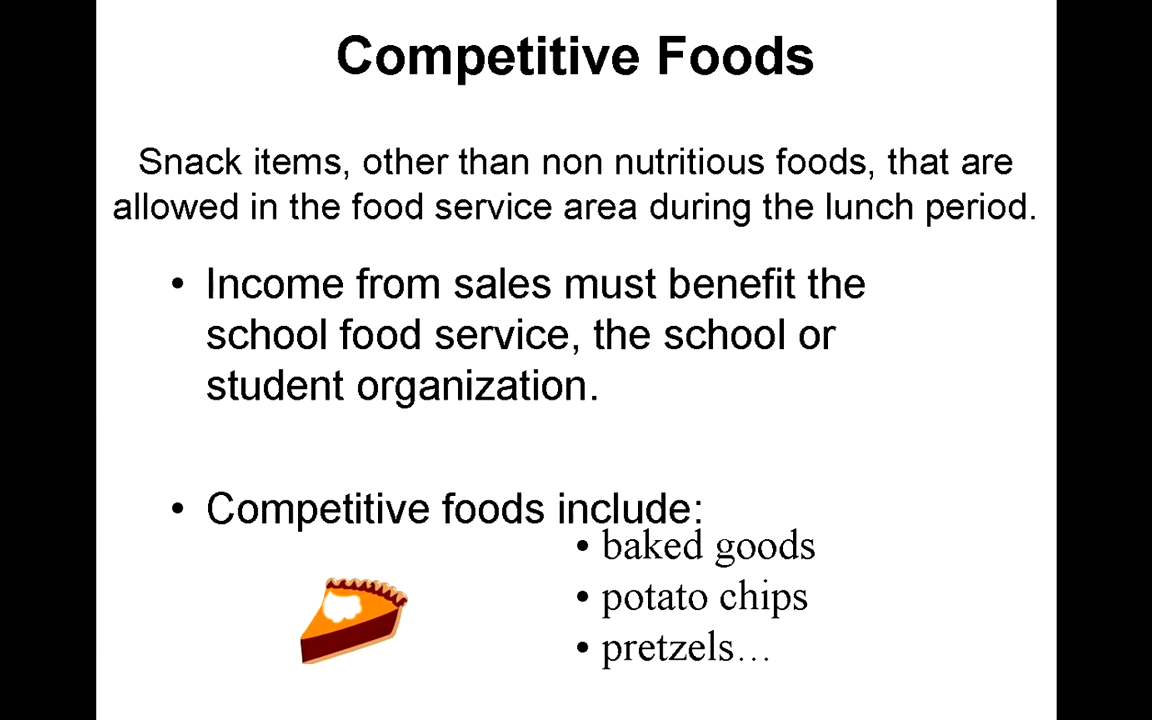 Competitive Foods
Snack items, other than non nutritious foods, that are
allowed in the food service area during the lunch period.
• Income from sales must benefit the
school food service, the school or
student organization.
• Competitive foods include:
• baked goods
• potato chips
• pretzels…